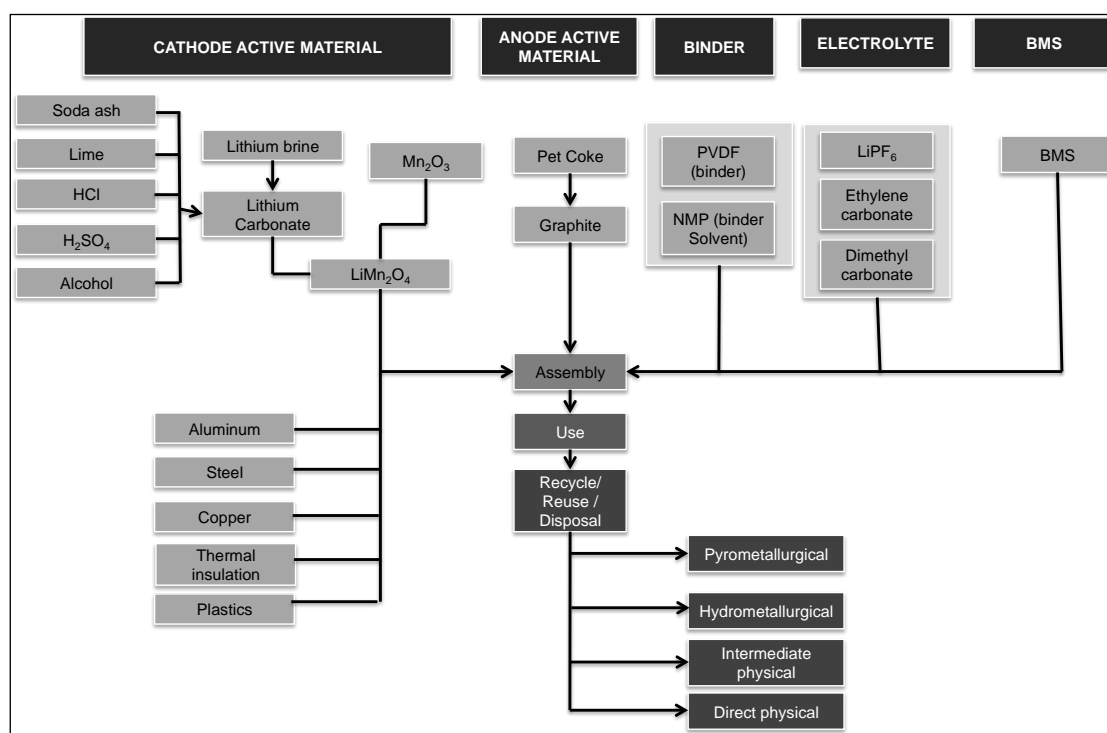 CATHODE ACTIVE MATERIAL
ANODE ACTIVE
MATERIAL
BINDER
ELECTROLYTE
BMS
Soda ash
Lime
HCl
H₂SO₄
Alcohol
Lithium brine
Lithium
Carbonate
Mn₂O₃
LiMn₂O₄
Pet Coke
Graphite
PVDF
(binder)
NMP (binder
Solvent)
LiPF₆
Ethylene
carbonate
Dimethyl
carbonate
BMS
Assembly
Use
Recycle/
Reuse /
Disposal
Aluminum
Steel
Copper
Thermal
insulation
Plastics
Pyrometallurgical
Hydrometallurgical
Intermediate
physical
Direct physical